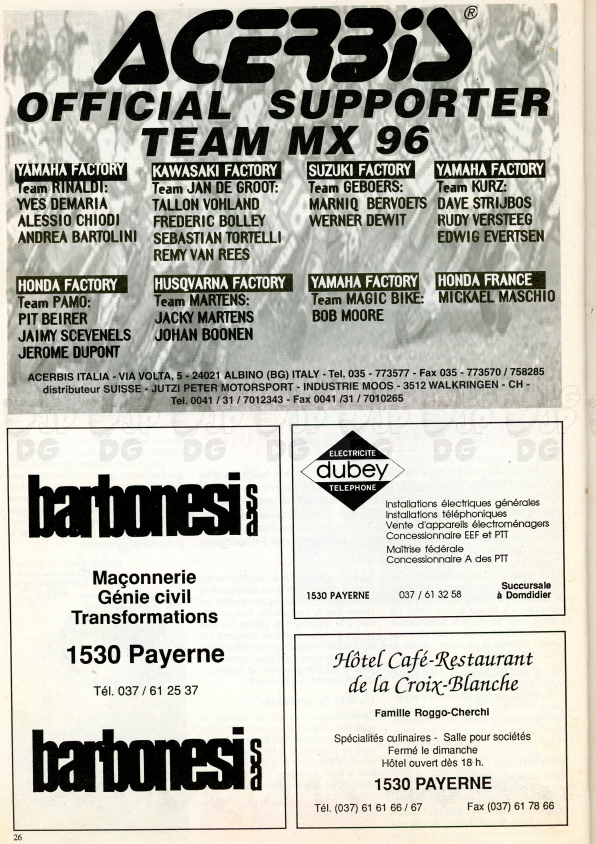 ACERBIS®
OFFICIAL SUPPORTER
TEAM MX 96
YAMAHA FACTORY
Team RINALDI:
YVES DEMARIA
ALESSIO CHIODI
ANDREA BARTOLINI
KAWASAKI FACTORY
Team JAN DE GROOT:
TALLON VOHLAND
FREDERIC BOLLEY
SEBASTIAN TORTELLI
REMY VAN REES
SUZUKI FACTORY
Team GEBOERS:
MARNIQ BERVOETS
WERNER DEWIT
YAMAHA FACTORY
Team KURZ:
DAVE STRIJBOS
RUDY VERSTEEG
EDWIG EVERTSEN
HONDA FACTORY
Team PAMO:
PIT BEIRER
JAIMY SCEVENELS
JEROME DUPONT
HUSQVARNA FACTORY
Team MARTENS:
JACKY MARTENS
JOHAN BOONEN
YAMAHA FACTORY
Team MAGIC BIKE:
BOB MOORE
HONDA FRANCE
MICKAEL MASCHIO
ACERBIS ITALIA - VIA VOLTA, 5 - 24021 ALBINO (BG) ITALY - Tel. 035 - 773577 - Fax 035 - 773570 / 758285
distributeur SUISSE - JUTZI PETER MOTORSPORT - INDUSTRIE MOOS - 3512 WALKRINGEN - CH -
Tel. 0041 / 31 / 7012343 - Fax 0041 /31 / 7010265
barbonesi sa
Maçonnerie
Génie civil
Transformations
1530 Payerne
Tél. 037 / 61 25 37
barbonesi sa
ELECTRICITE
dubey
TELEPHONE
Installations électriques générales
Installations téléphoniques
Vente d'appareils électroménagers
Concessionnaire EEF et PTT
Maîtrise fédérale
Concessionnaire A des PTT
1530 PAYERNE 037 / 61 32 58 Succursale
à Domdidier
Hôtel Café-Restaurant
de la Croix-Blanche
Famille Roggo-Cherchi
Spécialités culinaires - Salle pour sociétés
Fermé le dimanche
Hôtel ouvert dès 18 h.
1530 PAYERNE
Tél. (037) 61 61 66 / 67 Fax (037) 61 78 66
26